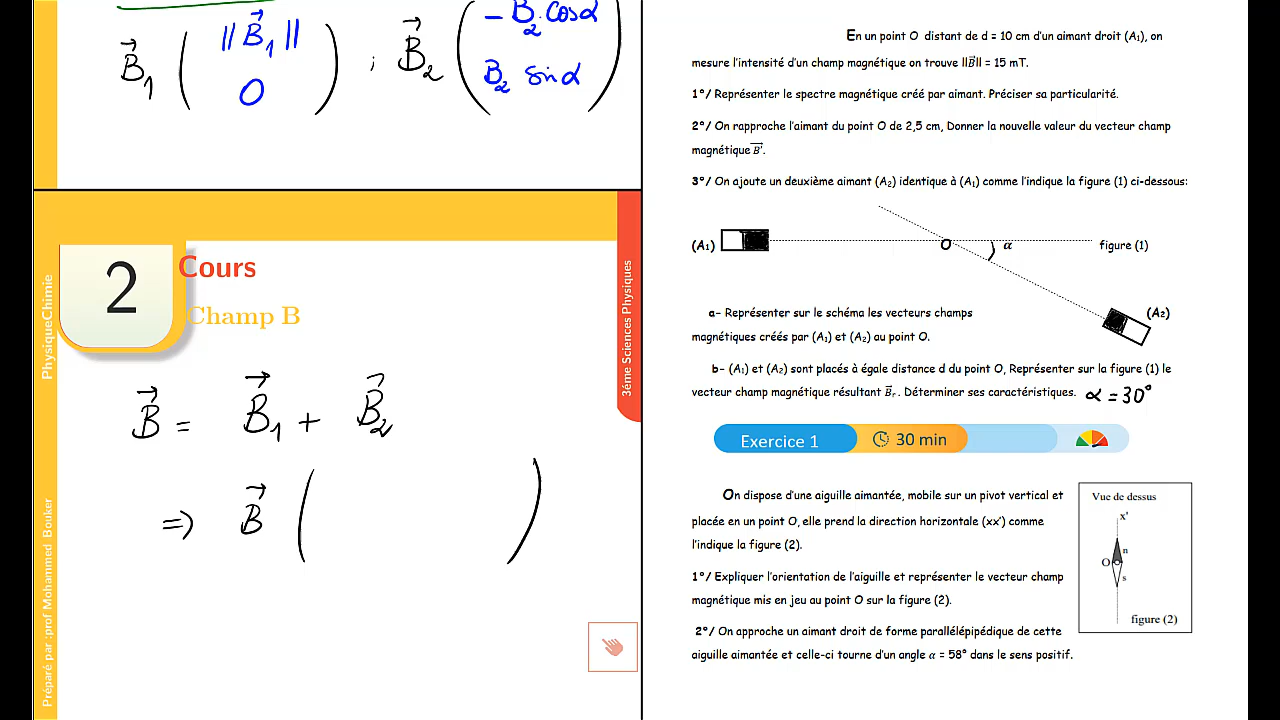 B⃗₁ ( ||B⃗₁|| 0 ) ; B⃗₂ ( - B₂.cosα B₂ sinα )
2
Cours
Champ B
B⃗ = B⃗₁ + B⃗₂
=> B⃗ ( )
PhysiqueChimie
Préparé par :prof Mohammed Bouker
3éme Sciences Physiques
En un point O distant de d = 10 cm d'un aimant droit (A₁), on
mesure l'intensité d'un champ magnétique on trouve ||B⃗|| = 15 mT.
1°/ Représenter le spectre magnétique créé par aimant. Préciser sa particularité.
2°/ On rapproche l'aimant du point O de 2,5 cm, Donner la nouvelle valeur du vecteur champ
magnétique B⃗'.
3°/ On ajoute un deuxième aimant (A₂) identique à (A₁) comme l'indique la figure (1) ci-dessous:
(A₁)
O
α
figure (1)
(A₂)
a- Représenter sur le schéma les vecteurs champs
magnétiques créés par (A₁) et (A₂) au point O.
b- (A₁) et (A₂) sont placés à égale distance d du point O, Représenter sur la figure (1) le
vecteur champ magnétique résultant B⃗ᵣ. Déterminer ses caractéristiques. α = 30°
Exercice 1
30 min
On dispose d'une aiguille aimantée, mobile sur un pivot vertical et
placée en un point O, elle prend la direction horizontale (xx') comme
l'indique la figure (2).
1°/ Expliquer l'orientation de l'aiguille et représenter le vecteur champ
magnétique mis en jeu au point O sur la figure (2).
2°/ On approche un aimant droit de forme parallélépipédique de cette
aiguille aimantée et celle-ci tourne d'un angle α = 58° dans le sens positif.
Vue de dessus
x'
n
O
s
figure (2)